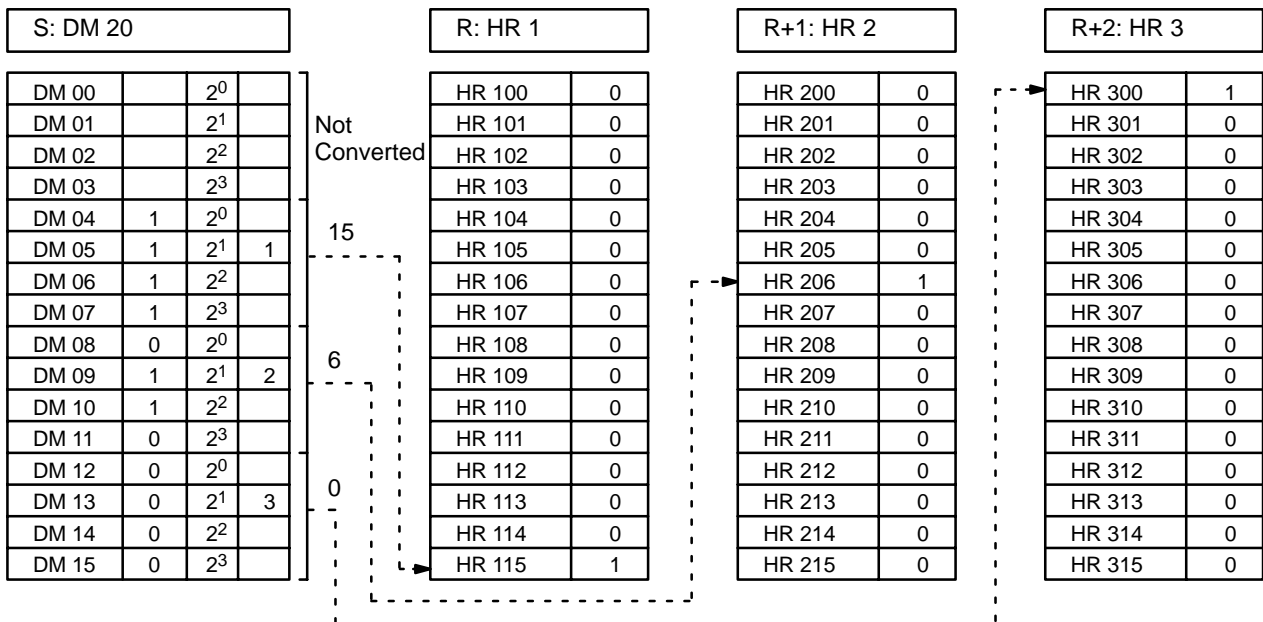 S: DM 20 R: HR 1 R+1: HR 2 R+2: HR 3
DM 00 2⁰ HR 100 0 HR 200 0 HR 300 1
DM 01 2¹ Not HR 101 0 HR 201 0 HR 301 0
DM 02 2² Converted HR 102 0 HR 202 0 HR 302 0
DM 03 2³ HR 103 0 HR 203 0 HR 303 0
DM 04 1 2⁰ 15 HR 104 0 HR 204 0 HR 304 0
DM 05 1 2¹ 1 HR 105 0 HR 205 0 HR 305 0
DM 06 1 2² HR 106 0 HR 206 1 HR 306 0
DM 07 1 2³ HR 107 0 HR 207 0 HR 307 0
DM 08 0 2⁰ 6 HR 108 0 HR 208 0 HR 308 0
DM 09 1 2¹ 2 HR 109 0 HR 209 0 HR 309 0
DM 10 1 2² HR 110 0 HR 210 0 HR 310 0
DM 11 0 2³ HR 111 0 HR 211 0 HR 311 0
DM 12 0 2⁰ 0 HR 112 0 HR 212 0 HR 312 0
DM 13 0 2¹ 3 HR 113 0 HR 213 0 HR 313 0
DM 14 0 2² HR 114 0 HR 214 0 HR 314 0
DM 15 0 2³ HR 115 1 HR 215 0 HR 315 0